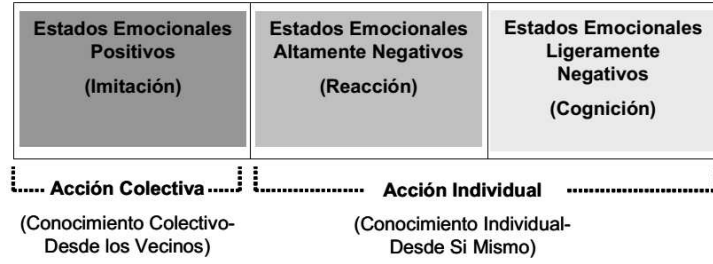 Estados Emocionales
Positivos
(Imitación)
Estados Emocionales
Altamente Negativos
(Reacción)
Estados Emocionales
Ligeramente
Negativos
(Cognición)
Acción Colectiva
(Conocimiento Colectivo-
Desde los Vecinos)
Acción Individual
(Conocimiento Individual-
Desde Si Mismo)